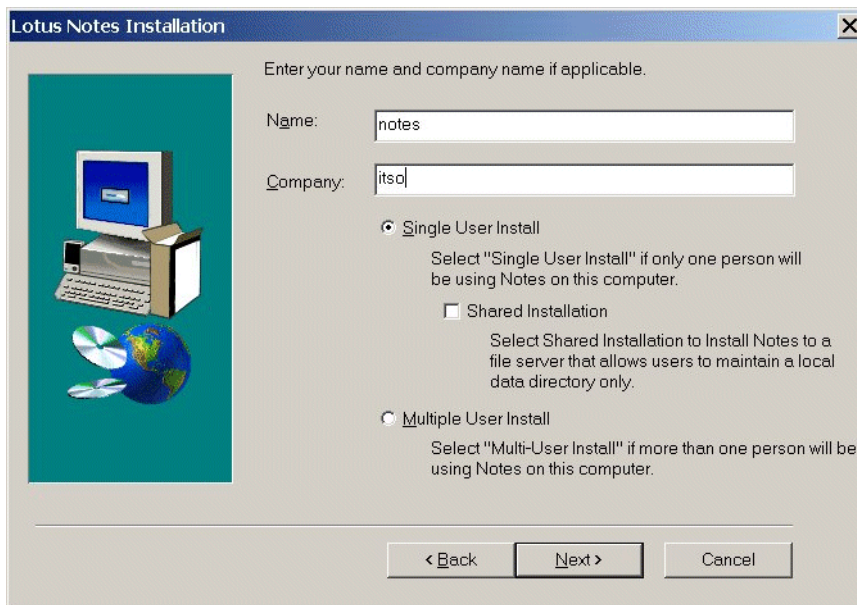 Lotus Notes Installation
Enter your name and company name if applicable.
Name:
notes
Company:
itso
Single User Install
Select "Single User Install" if only one person will
be using Notes on this computer.
Shared Installation
Select Shared Installation to Install Notes to a
file server that allows users to maintain a local
data directory only.
Multiple User Install
Select "Multi-User Install" if more than one person will be
using Notes on this computer.
< Back
Next >
Cancel